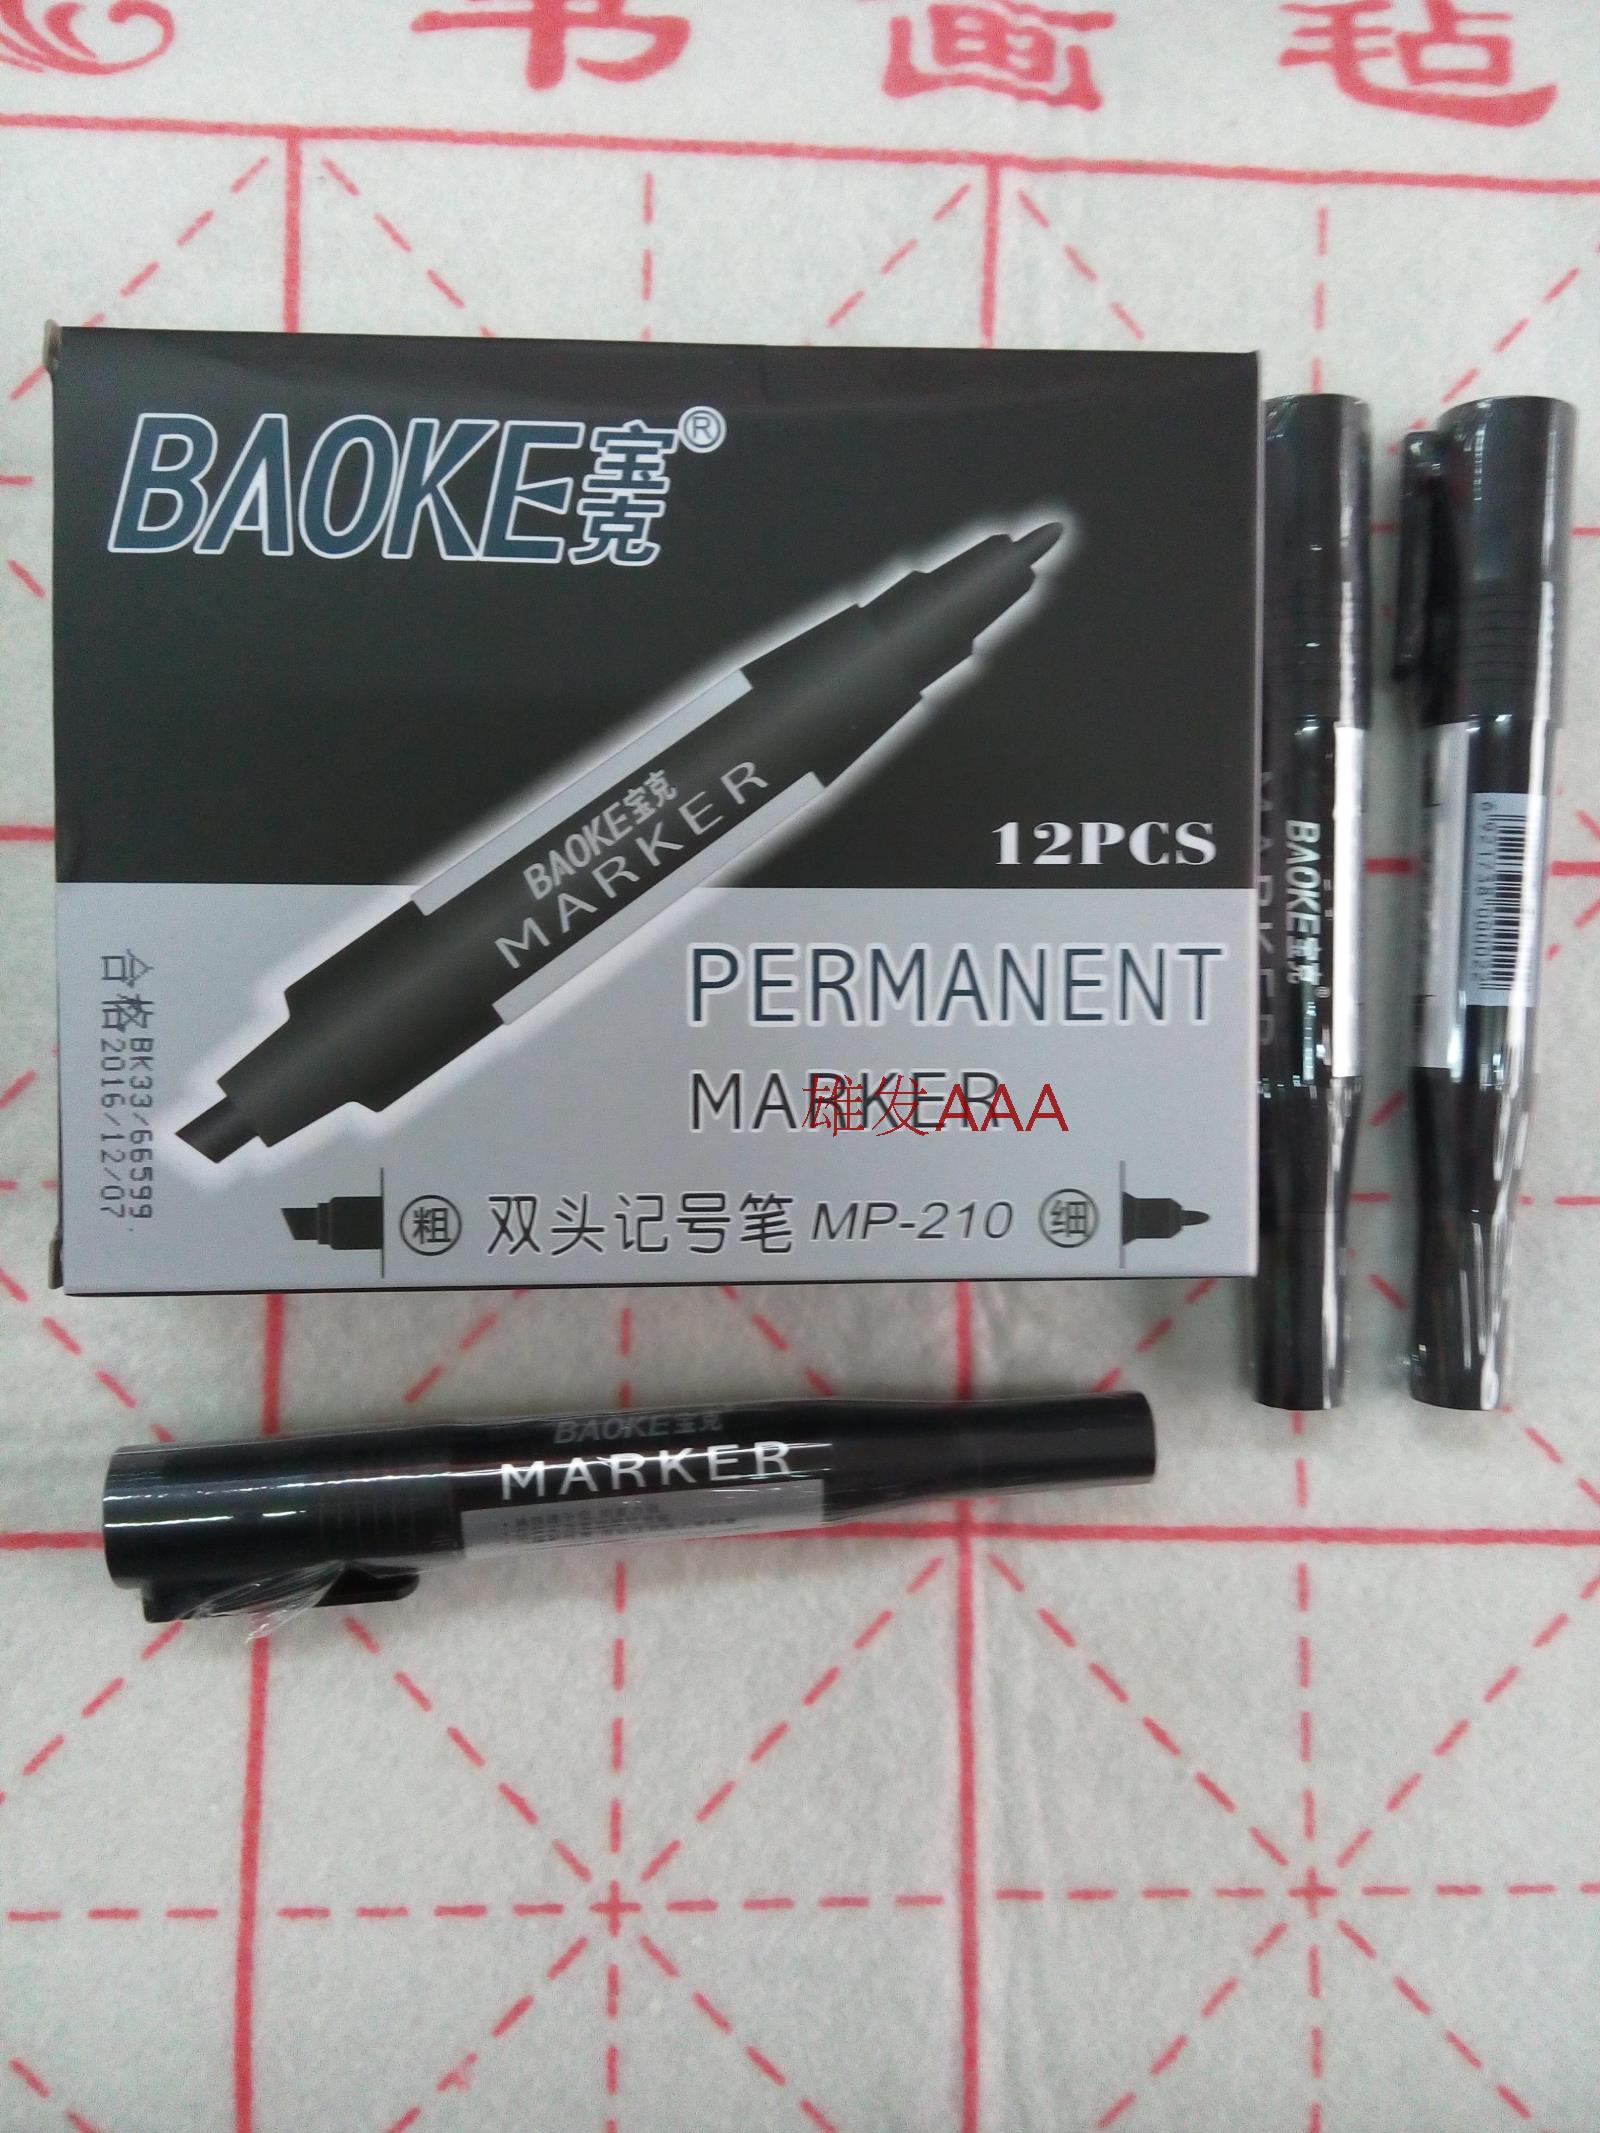 书画毡
BAOKE宝克®
BAOKE宝克
MARKER
12PCS
PERMANENT
MARKER
雄发AAA
粗 双头记号笔 MP-210 细
合格 BK33/66599.
2016/12/07
MARKER
BAOKE宝克®
BAOKE宝克
MARKER